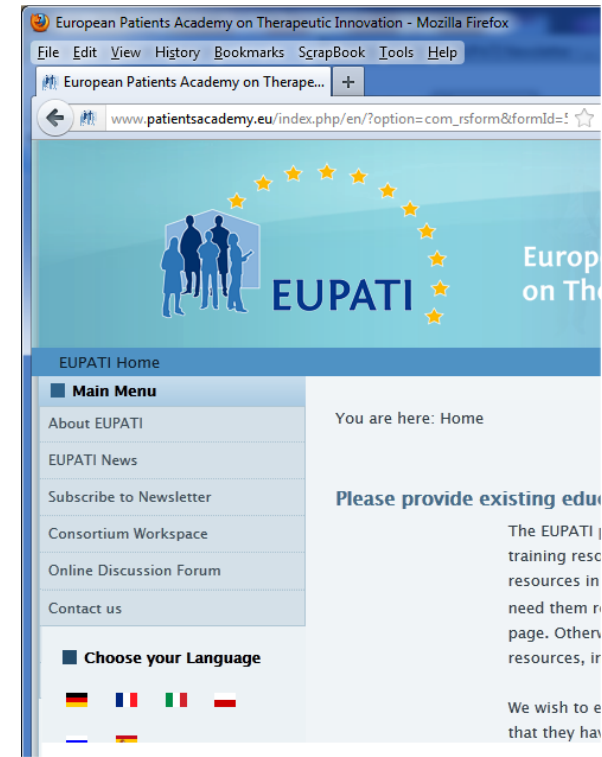 European Patients Academy on Therapeutic Innovation - Mozilla Firefox
File Edit View History Bookmarks ScrapBook Tools Help
European Patients Academy on Therape... +
www.patientsacademy.eu/index.php/en/?option=com_rsform&formId=
EUPATI
Europ
on The
EUPATI Home
Main Menu
About EUPATI
EUPATI News
Subscribe to Newsletter
Consortium Workspace
Online Discussion Forum
Contact us
Choose your Language
You are here: Home
Please provide existing edu
The EUPATI
training reso
resources in
need them r
page. Otherw
resources, in
We wish to e
that they hav